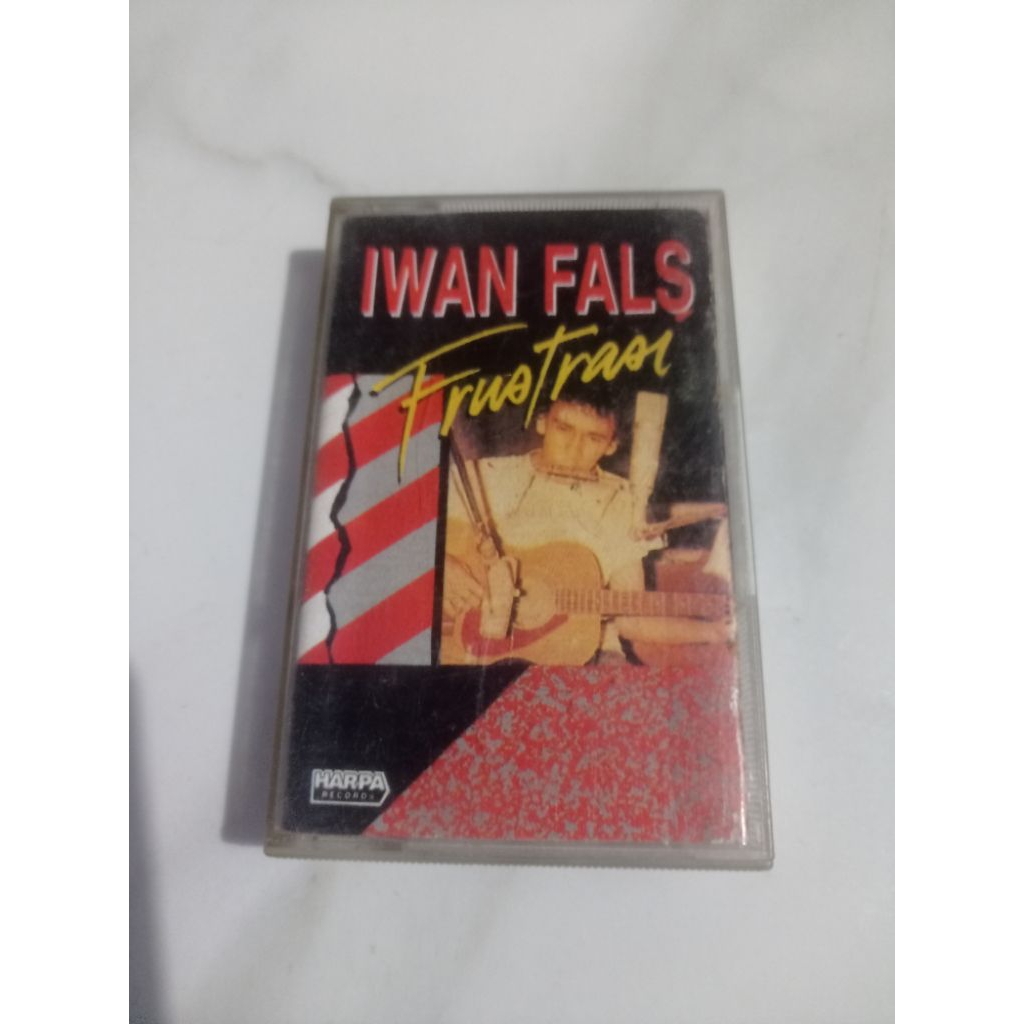 IWAN FALS
Frustrasi
HARPA
RECORDS